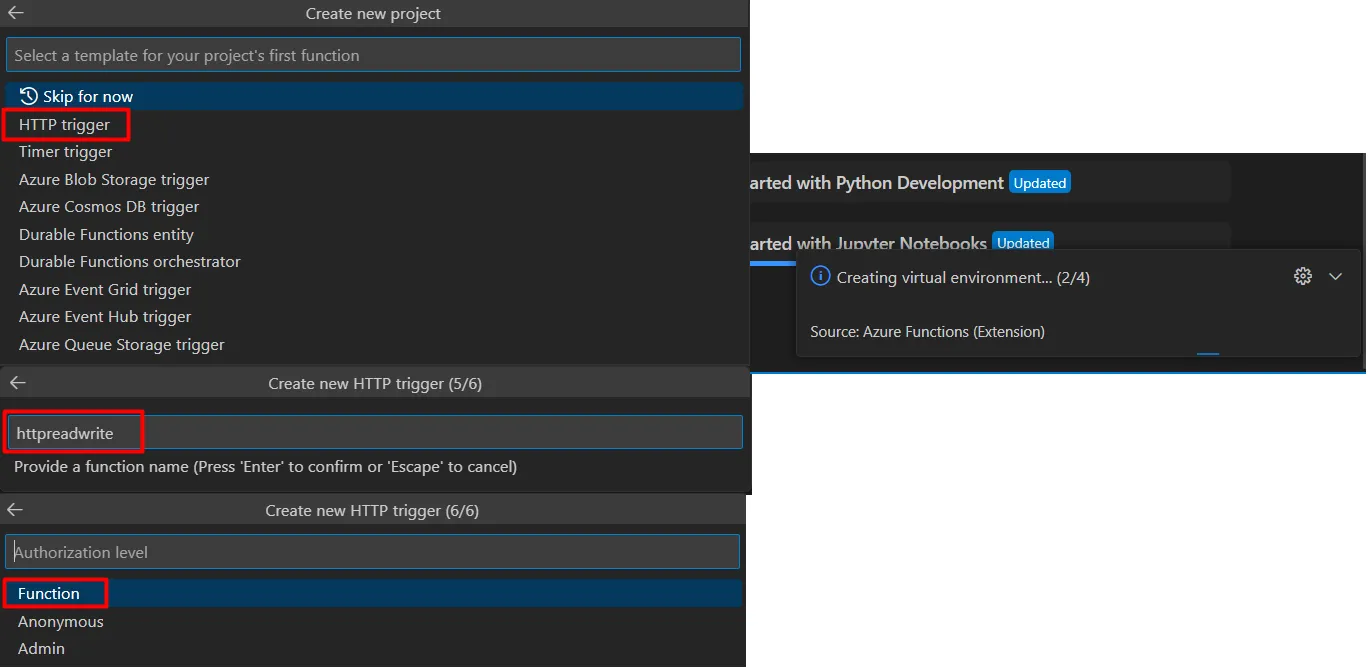 Create new project
Select a template for your project's first function
Skip for now
HTTP trigger
Timer trigger
Azure Blob Storage trigger
Azure Cosmos DB trigger
Durable Functions entity
Durable Functions orchestrator
Azure Event Grid trigger
Azure Event Hub trigger
Azure Queue Storage trigger
Create new HTTP trigger (5/6)
httpreadwrite
Provide a function name (Press 'Enter' to confirm or 'Escape' to cancel)
Create new HTTP trigger (6/6)
Authorization level
Function
Anonymous
Admin
arted with Python Development Updated
arted with Jupyter Notebooks Updated
Creating virtual environment... (2/4)
Source: Azure Functions (Extension)